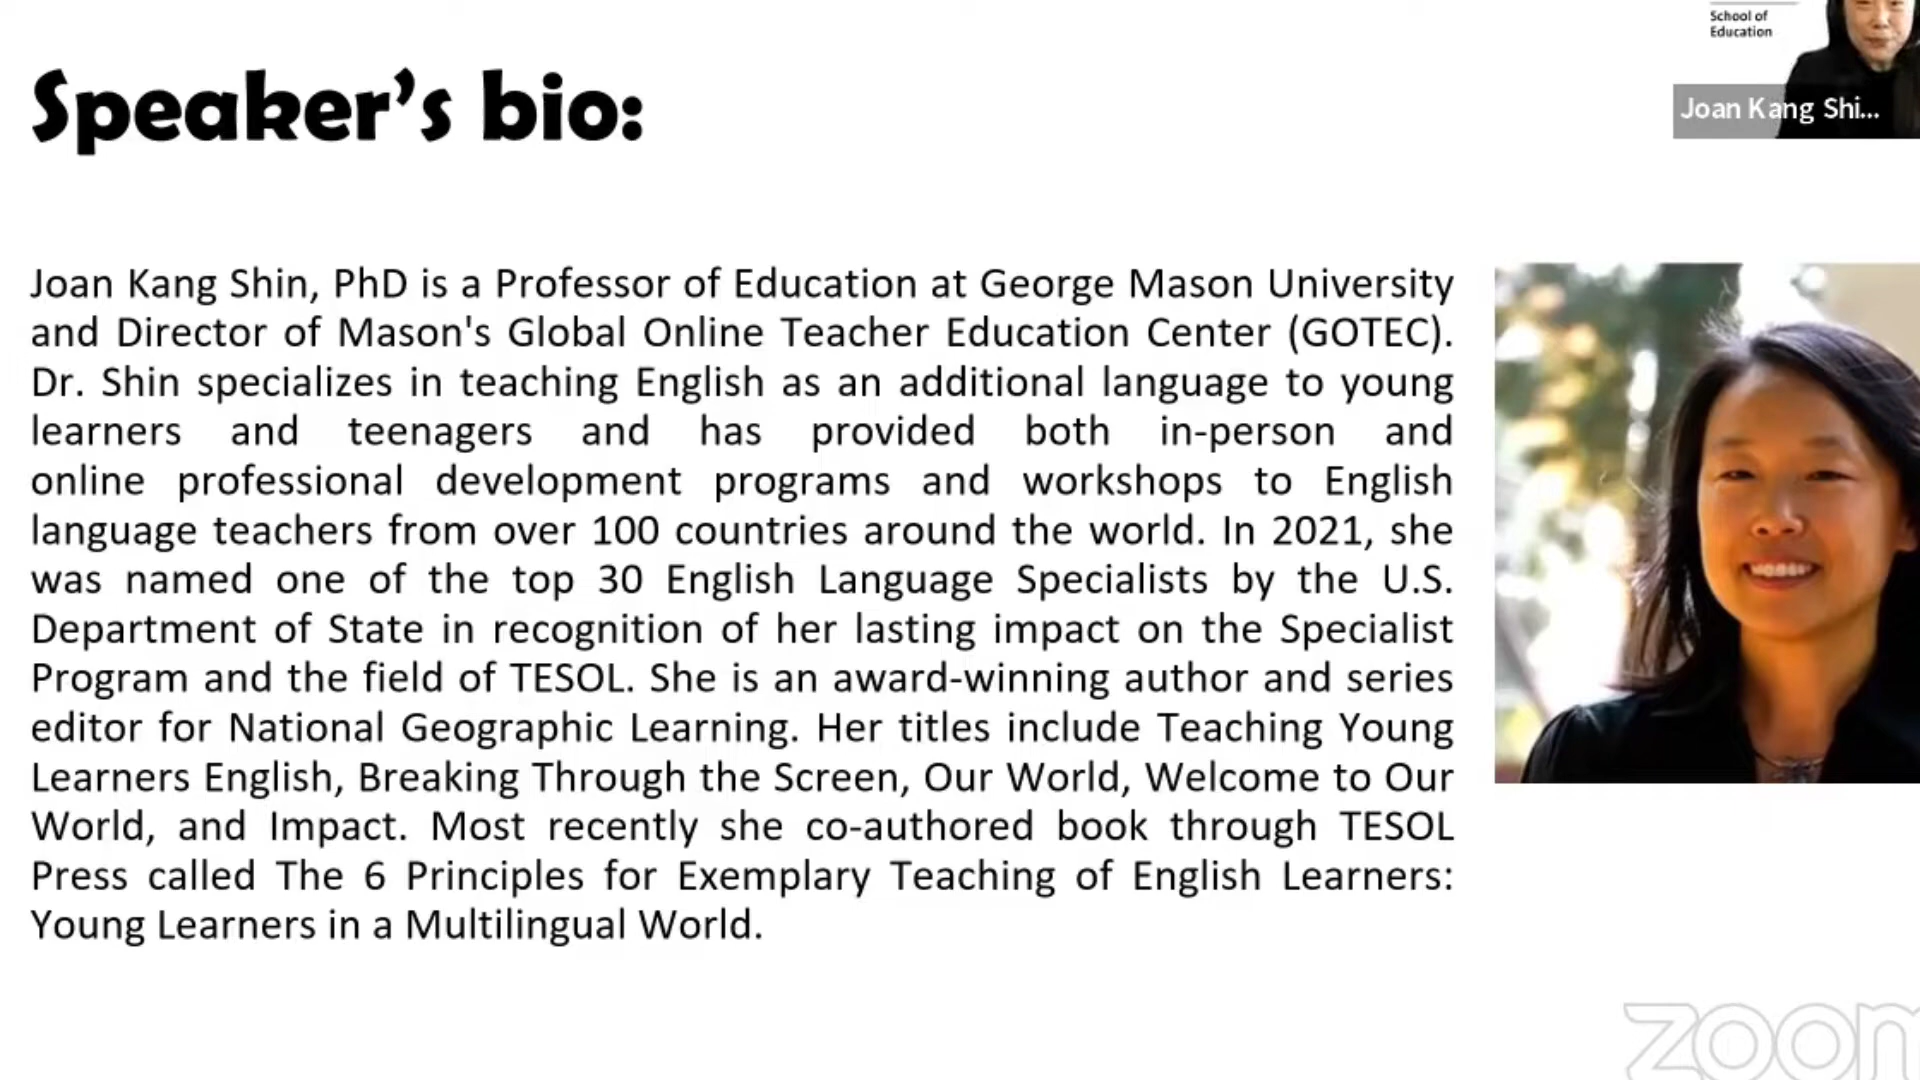 School of
Education
Joan Kang Shi...
Speaker's bio:
Joan Kang Shin, PhD is a Professor of Education at George Mason University
and Director of Mason's Global Online Teacher Education Center (GOTEC).
Dr. Shin specializes in teaching English as an additional language to young
learners and teenagers and has provided both in-person and
online professional development programs and workshops to English
language teachers from over 100 countries around the world. In 2021, she
was named one of the top 30 English Language Specialists by the U.S.
Department of State in recognition of her lasting impact on the Specialist
Program and the field of TESOL. She is an award-winning author and series
editor for National Geographic Learning. Her titles include Teaching Young
Learners English, Breaking Through the Screen, Our World, Welcome to Our
World, and Impact. Most recently she co-authored book through TESOL
Press called The 6 Principles for Exemplary Teaching of English Learners:
Young Learners in a Multilingual World.
zoom